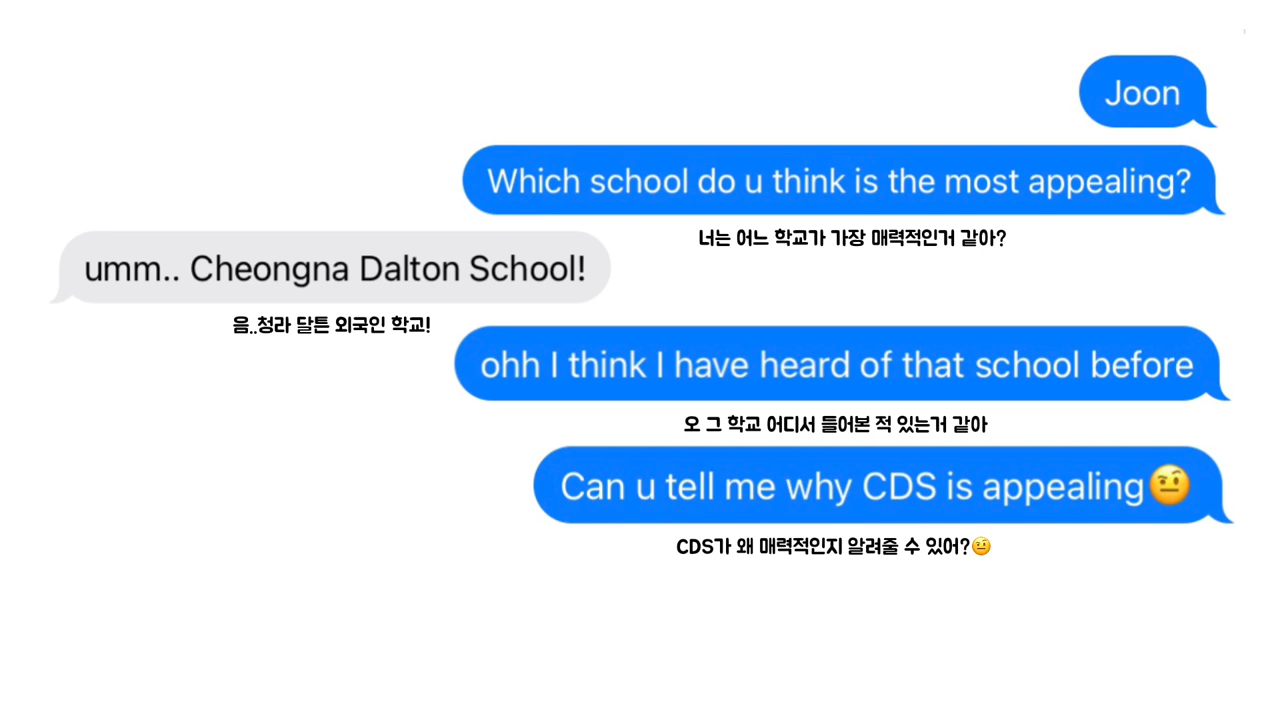 Joon
Which school do u think is the most appealing?
너는 어느 학교가 가장 매력적인거 같아?
umm.. Cheongna Dalton School!
음..청라 달튼 외국인 학교!
ohh I think I have heard of that school before
오 그 학교 어디서 들어본 적 있는거 같아
Can u tell me why CDS is appealing🤨
CDS가 왜 매력적인지 알려줄 수 있어?🤨